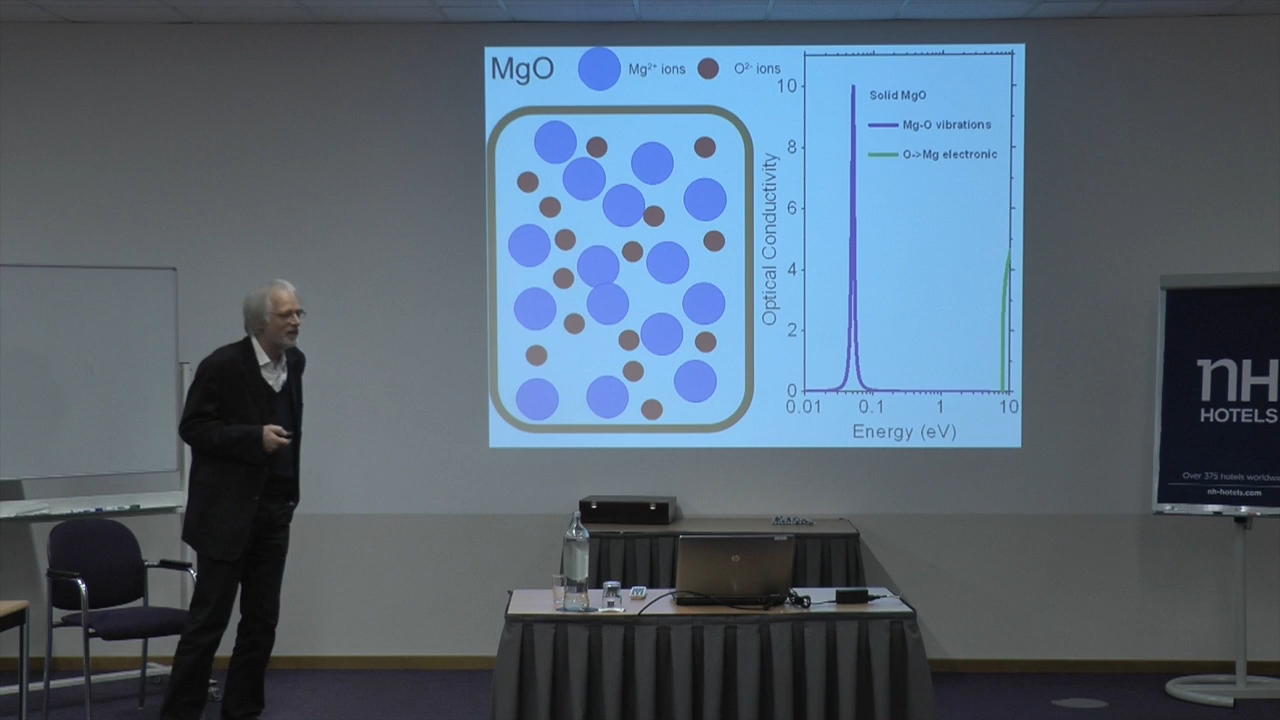 MgO
Mg²⁺ ions
O²⁻ ions
Optical Conductivity
10
8
6
4
2
0
Solid MgO
Mg-O vibrations
O->Mg electronic
0.01
0.1
1
10
Energy (eV)
nH
HOTELS
Over 375 hotels
nh-hotels.com
hp